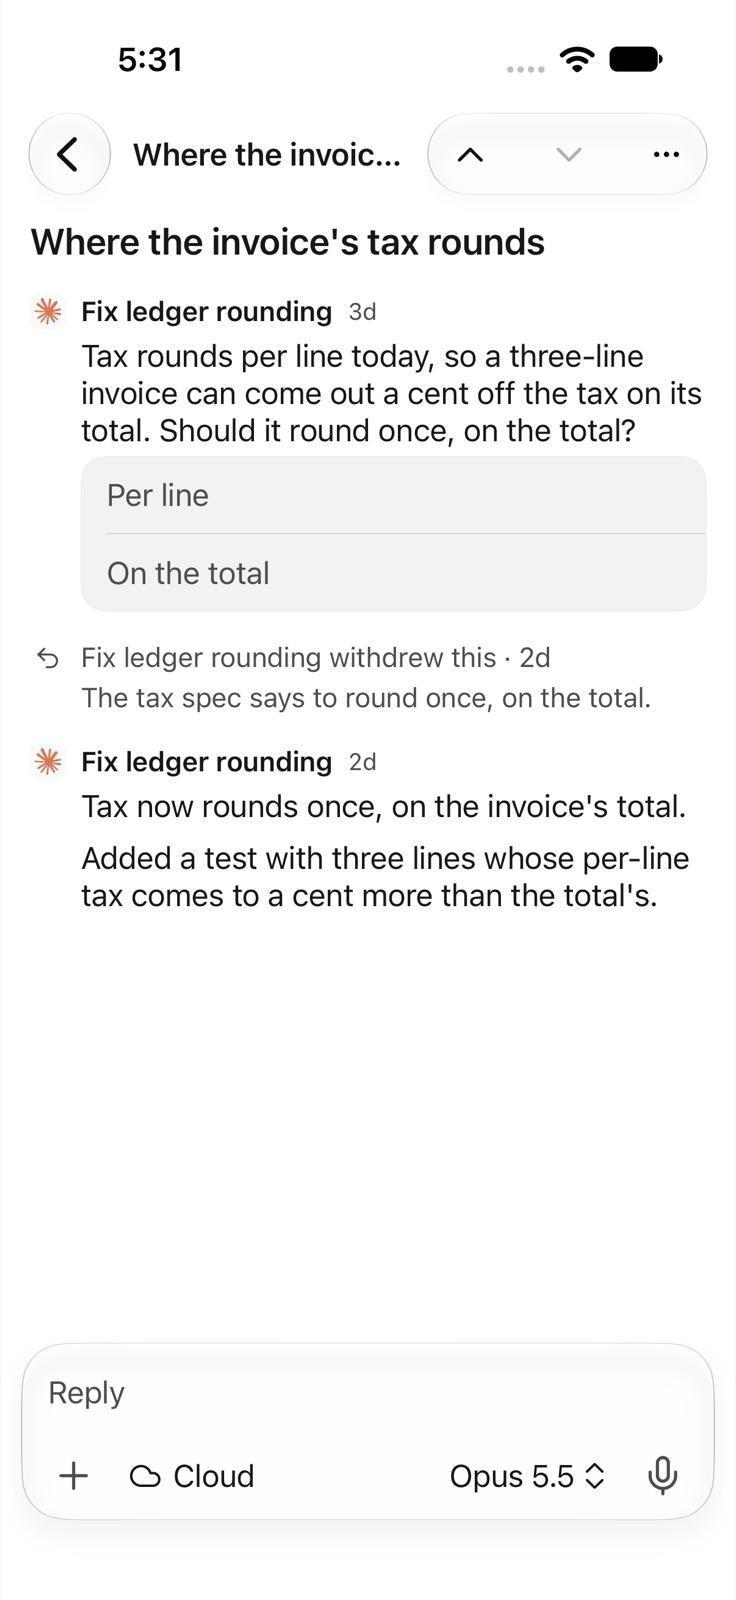 5:31
Where the invoic...
Where the invoice's tax rounds
Fix ledger rounding 3d
Tax rounds per line today, so a three-line
invoice can come out a cent off the tax on its
total. Should it round once, on the total?
Per line
On the total
Fix ledger rounding withdrew this · 2d
The tax spec says to round once, on the total.
Fix ledger rounding 2d
Tax now rounds once, on the invoice's total.
Added a test with three lines whose per-line
tax comes to a cent more than the total's.
Reply
Cloud
Opus 5.5